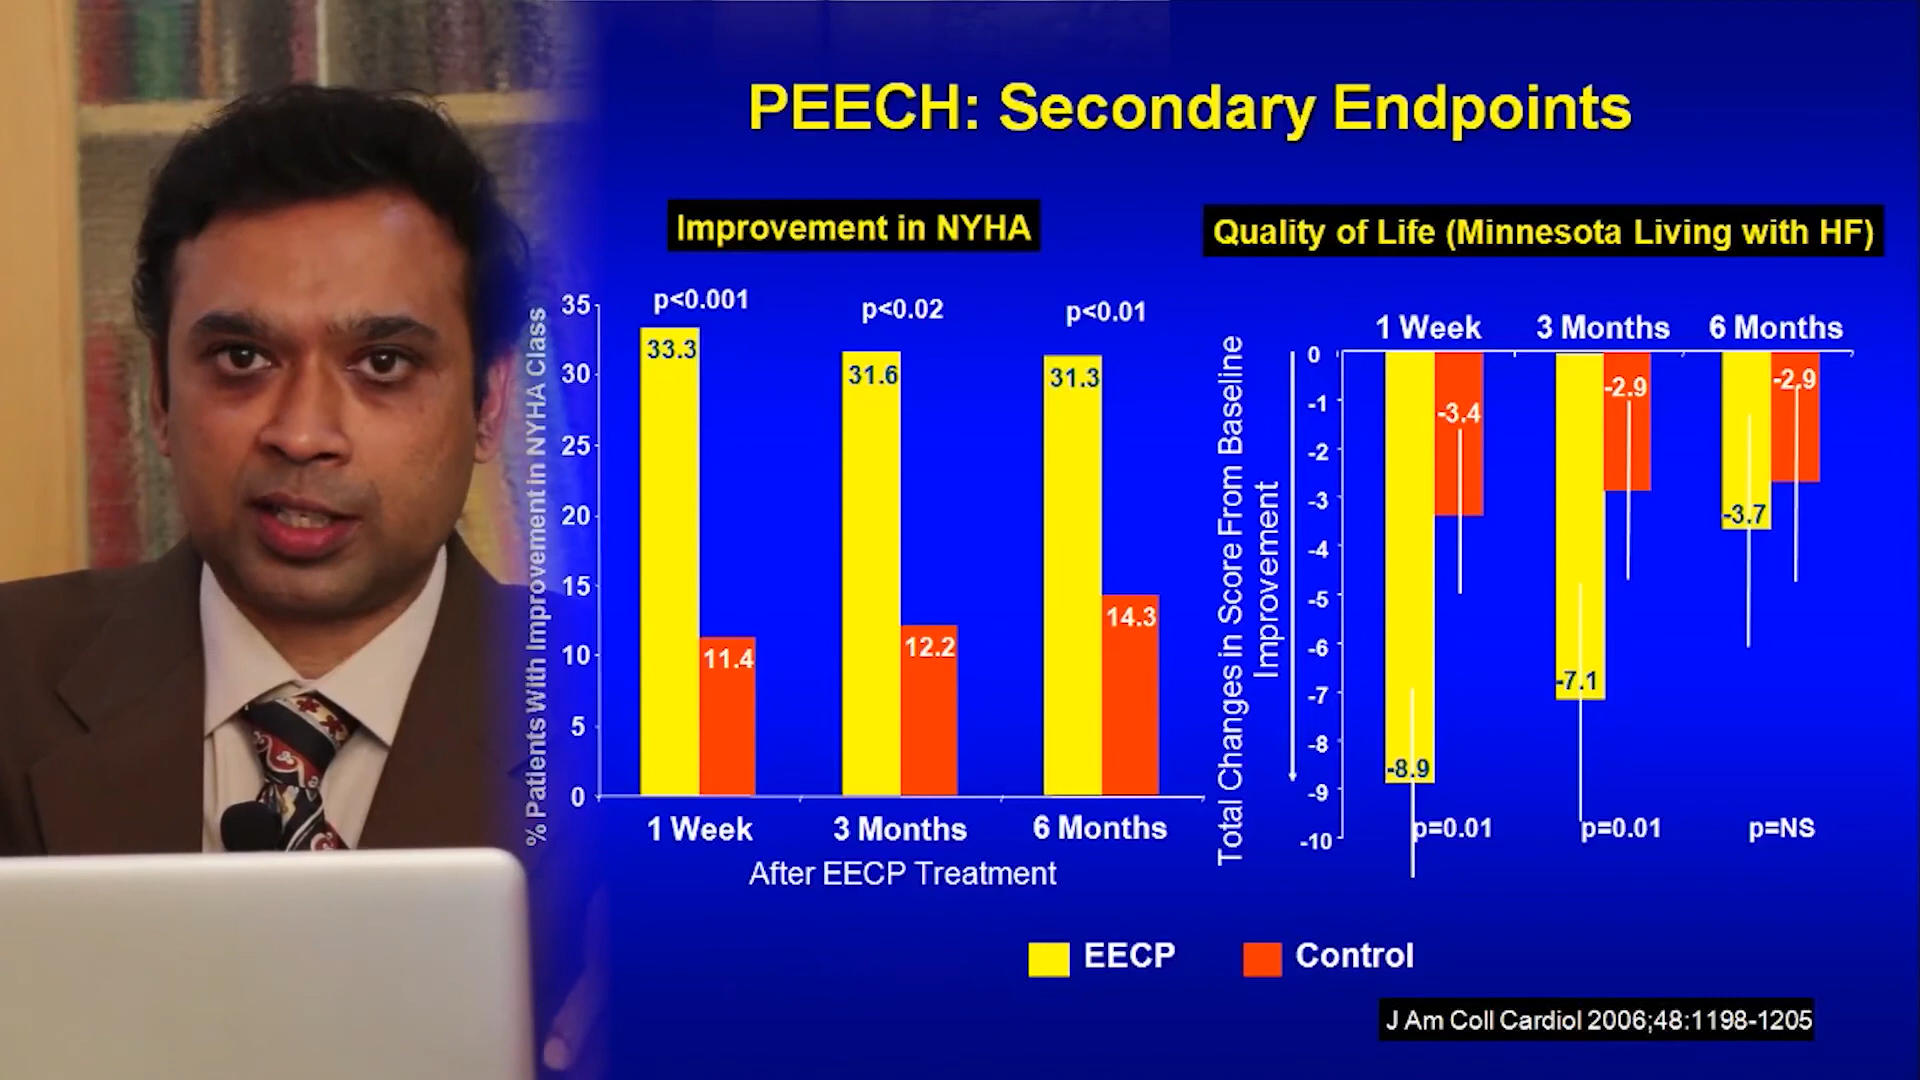 PEECH: Secondary Endpoints
Improvement in NYHA
Quality of Life (Minnesota Living with HF)
% Patients With Improvement in NYHA Class
35
30
25
20
15
10
5
0
p<0.001
p<0.02
p<0.01
33.3
11.4
31.6
12.2
31.3
14.3
1 Week
3 Months
6 Months
After EECP Treatment
Total Changes in Score From Baseline
Improvement
1 Week
3 Months
6 Months
0
-1
-2
-3
-4
-5
-6
-7
-8
-9
-10
-8.9
-3.4
-7.1
-2.9
-3.7
-2.9
p=0.01
p=0.01
p=NS
EECP
Control
J Am Coll Cardiol 2006;48:1198-1205